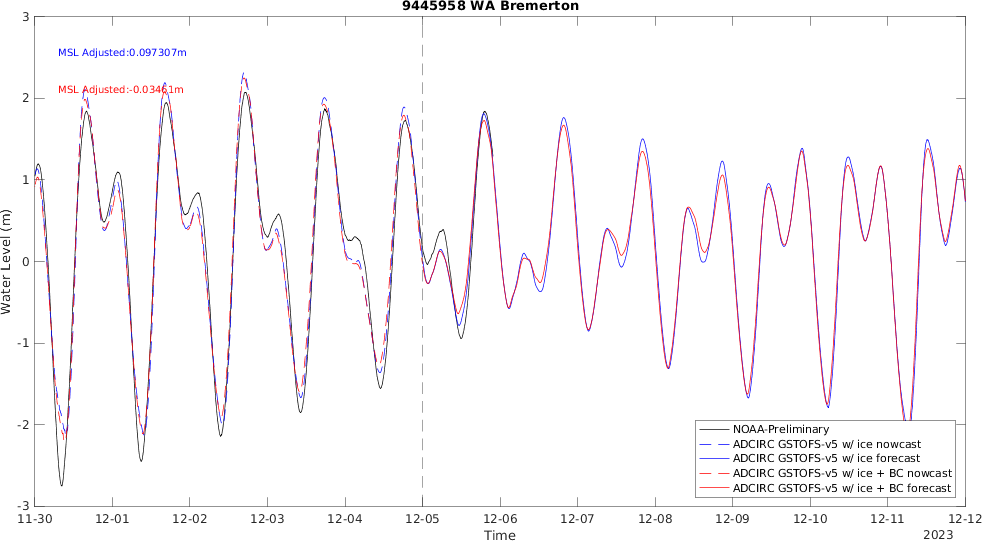 9445958 WA Bremerton
MSL Adjusted:0.097307m
MSL Adjusted:-0.03461m
Water Level (m)
3
2
1
0
-1
-2
-3
NOAA-Preliminary
ADCIRC GSTOFS-v5 w/ ice nowcast
ADCIRC GSTOFS-v5 w/ ice forecast
ADCIRC GSTOFS-v5 w/ ice + BC nowcast
ADCIRC GSTOFS-v5 w/ ice + BC forecast
11-30 12-01 12-02 12-03 12-04 12-05 12-06 12-07 12-08 12-09 12-10 12-11 12-12
Time
2023